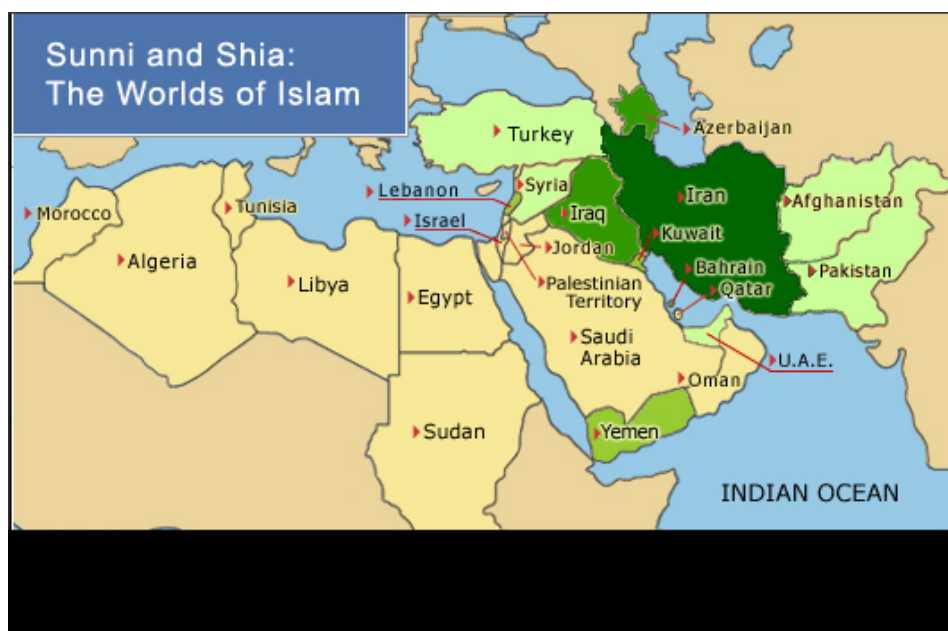 Sunni and Shia:
The Worlds of Islam
Azerbaijan
Turkey
Lebanon
Syria
Iran
Afghanistan
Morocco
Tunisia
Israel
Iraq
Kuwait
Algeria
Jordan
Bahrain
Pakistan
Libya
Egypt
Palestinian
Territory
Qatar
Saudi
Arabia
U.A.E.
Oman
Sudan
Yemen
INDIAN OCEAN